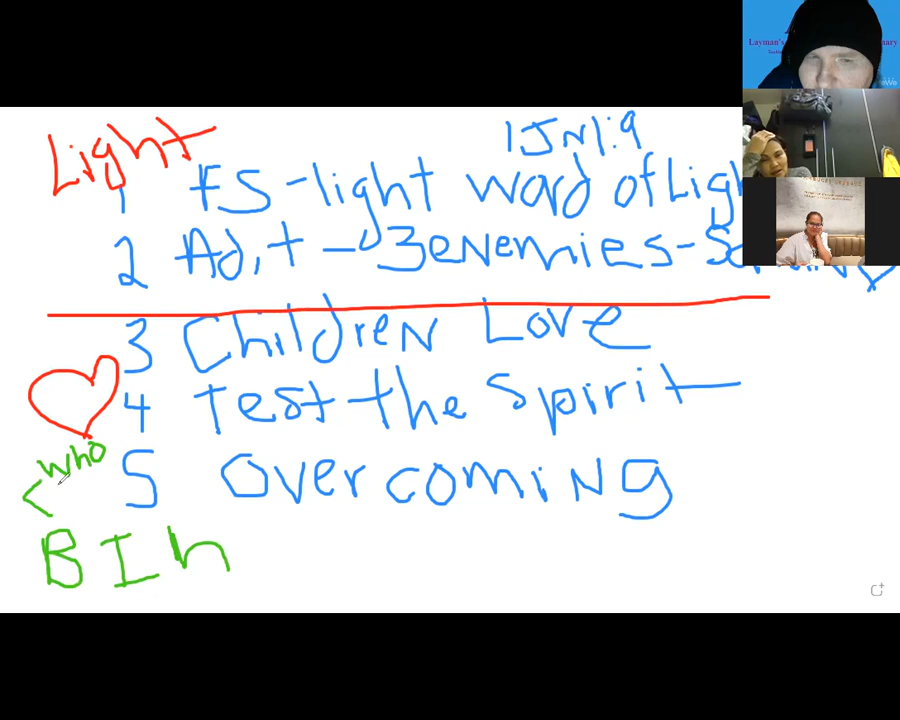 Light
1JN1:9
1 FS-light Word of Ligh
2 Ad,t - 3enemies-
3 Children Love
4 Test the Spirit
5 Overcoming
Who
BIh
Layman's